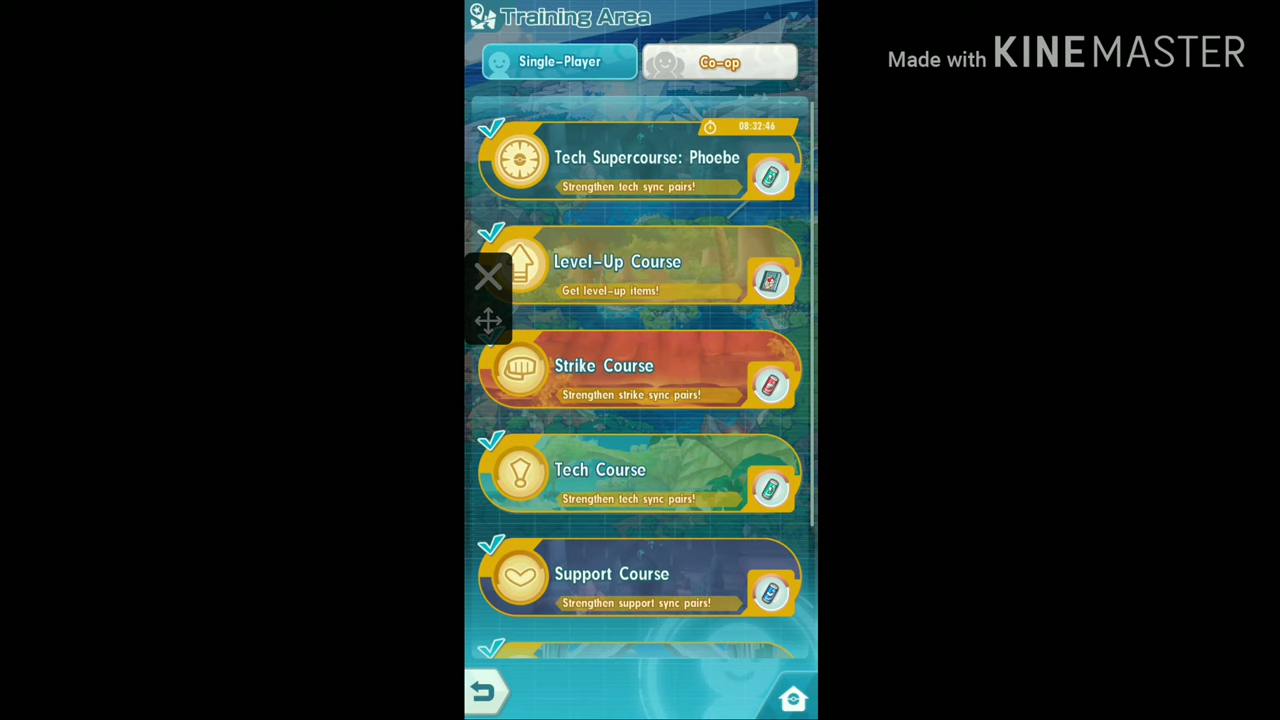 Training Area
Made with KINEMASTER
Single-Player
Co-op
08:32:46
Tech Supercourse: Phoebe
Strengthen tech sync pairs!
Level-Up Course
Get level-up items!
Strike Course
Strengthen strike sync pairs!
Tech Course
Strengthen tech sync pairs!
Support Course
Strengthen support sync pairs!